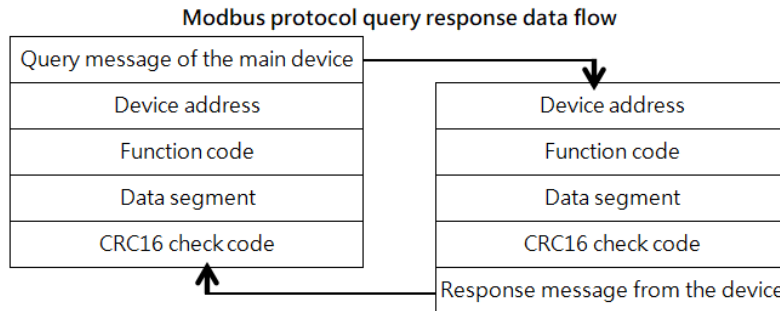 Modbus protocol query response data flow
Query message of the main device
Device address
Function code
Data segment
CRC16 check code
Device address
Function code
Data segment
CRC16 check code
Response message from the device